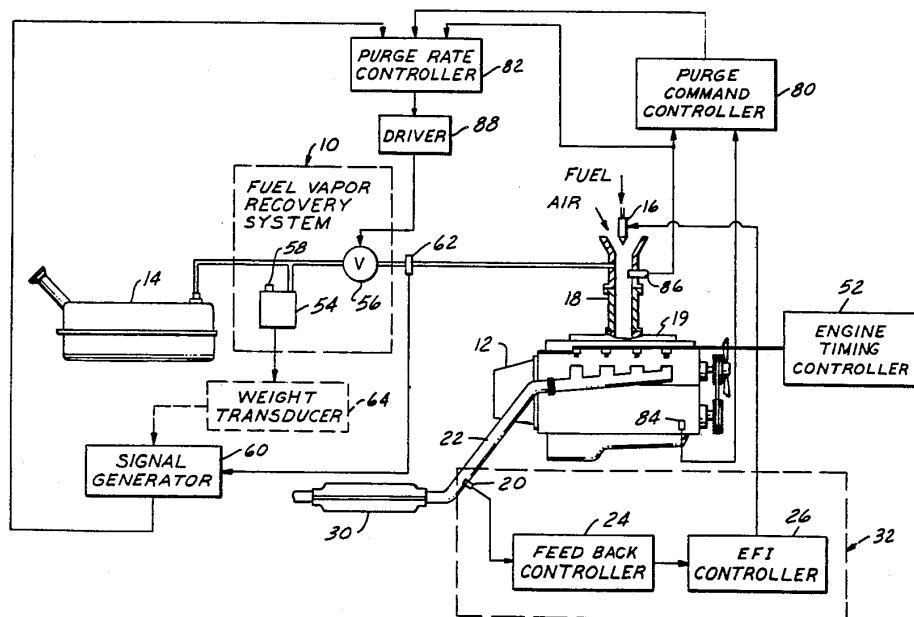 PURGE RATE
CONTROLLER
82
PURGE
COMMAND
CONTROLLER
80
DRIVER
88
10
FUEL VAPOR
RECOVERY
SYSTEM
FUEL
AIR
16
58
V
62
14
54
56
18
86
52
19
ENGINE
TIMING
CONTROLLER
12
WEIGHT
TRANSDUCER
64
84
22
SIGNAL
GENERATOR
60
20
30
24
26
32
FEED BACK
CONTROLLER
EFI
CONTROLLER